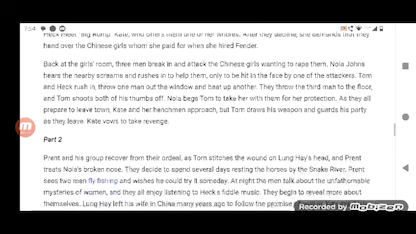 7:54
Heck meet "Big Rump" Kate, who offers them one of her whores. After they decline, she demands that they
hand over the Chinese girls whom she paid for when she hired Fender.
Back at the girls' room, three men break in and attack the Chinese girls wanting to rape them. Nola Johns
hears the nearby screams and rushes in to help them, only to be hit in the face by one of the attackers. Tom
and Heck rush in, throw one man out the window and beat up another. They throw the third man to the floor,
and Tom shoots both of his thumbs off. Nola begs Tom to take her with them for her protection. As they all
prepare to leave town, Kate and her henchmen approach, but Tom draws his weapon and guards his party
as they leave. Kate vows to take revenge.
Part 2
Prent and his group recover from their ordeal, as Tom stitches the wound on Lung Hay's head, and Prent
treats Nola's broken nose. They decide to spend several days resting the horses by the Snake River. Prent
sees two men fly fishing and wishes he could try it someday. At night the men talk about the unfathomable
mysteries of women, and they all enjoy listening to Heck's fiddle music. They begin to reveal more about
themselves. Lung Hay left his wife in China many years ago to follow the promise
Recorded by
Mobizen